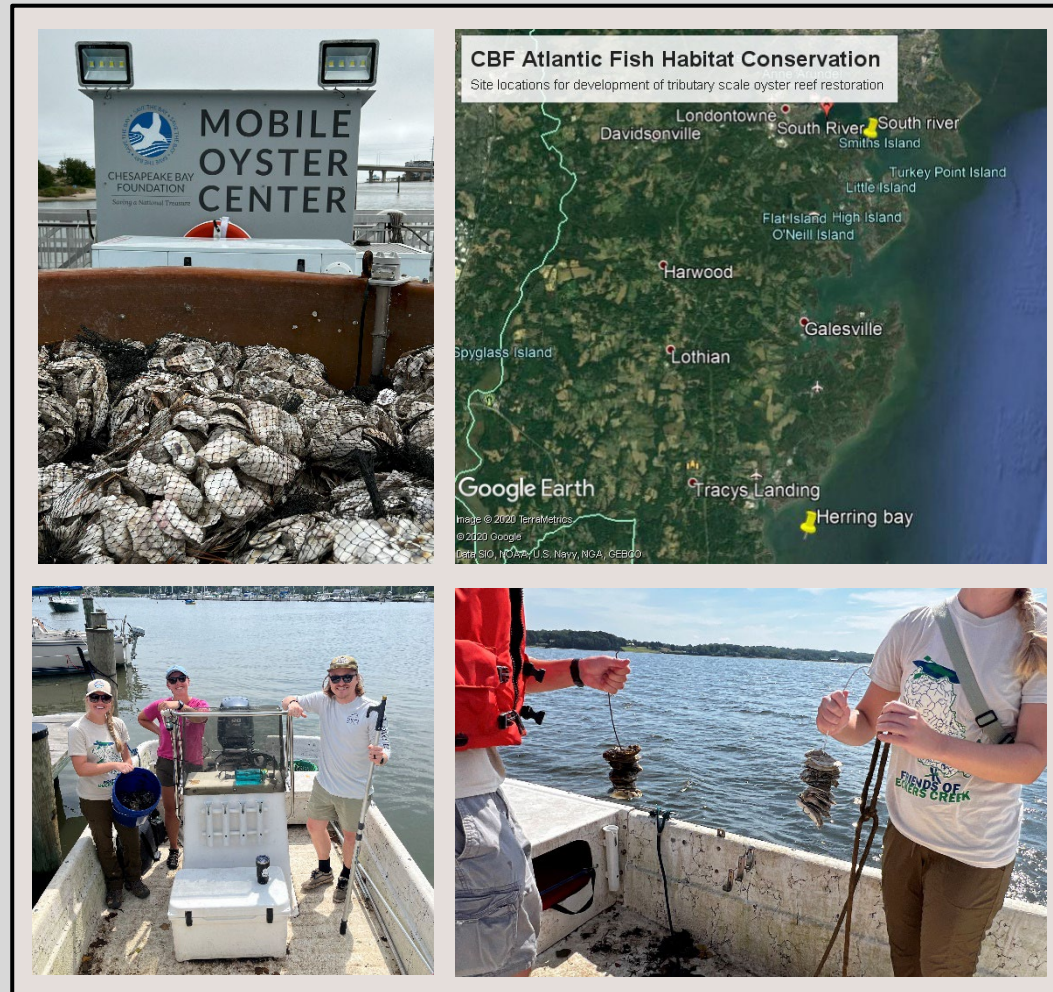 SAVE THE BAY
CHESAPEAKE BAY
FOUNDATION
Saving a National Treasure
MOBILE
OYSTER
CENTER
CBF Atlantic Fish Habitat Conservation
Site locations for development of tributary scale oyster reef restoration
Londontowne
Davidsonville
South River
South river
Smiths Island
Turkey Point Island
Little Island
Flat Island
High Island
O'Neill Island
Harwood
Galesville
Spyglass Island
Lothian
Google Earth
Tracys Landing
Herring bay
Image © 2020 TerraMetrics
© 2020 Google
Data SIO, NOAA, U.S. Navy, NGA, GEBCO
FRIENDS OF
CREEK